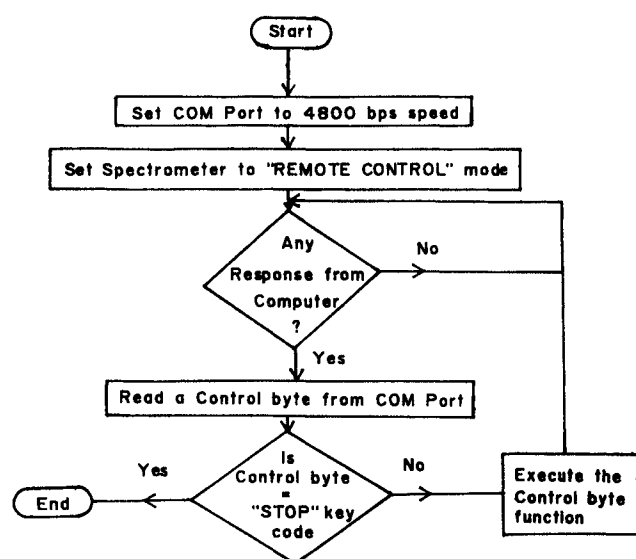 Start
Set COM Port to 4800 bps speed
Set Spectrometer to "REMOTE CONTROL" mode
Any
Response from
Computer
?
No
Yes
Read a Control byte from COM Port
Is
Control byte
=
"STOP" key
code
Yes
No
End
Execute the
Control byte
function